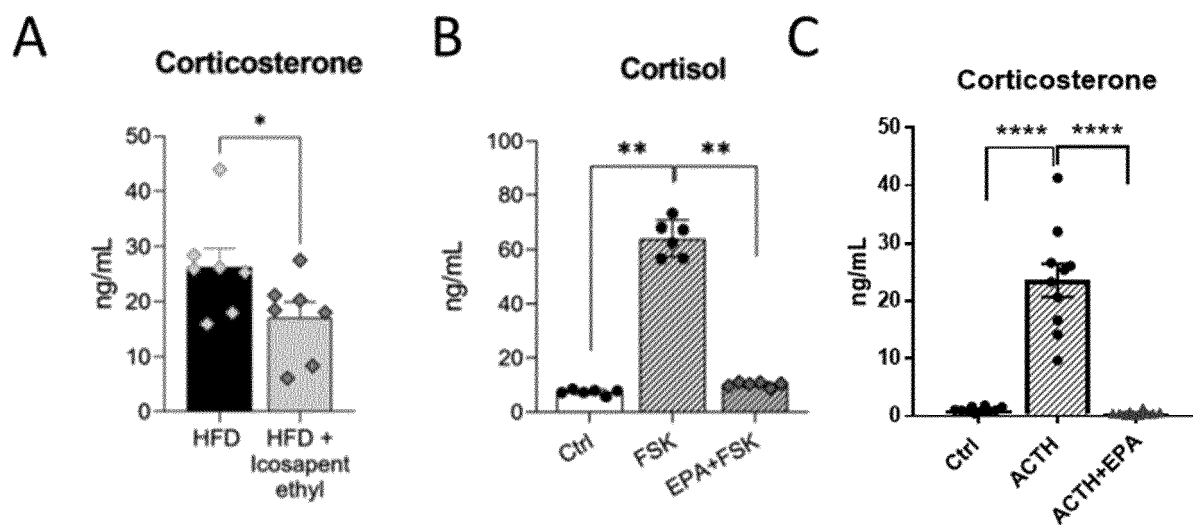 A
Corticosterone
ng/mL
50
40
30
20
10
0
*
HFD
HFD +
Icosapent
ethyl
B
Cortisol
ng/mL
100
80
60
40
20
0
** **
Ctrl
FSK
EPA+FSK
C
Corticosterone
ng/mL
50
40
30
20
10
0
**** ****
Ctrl
ACTH
ACTH+EPA